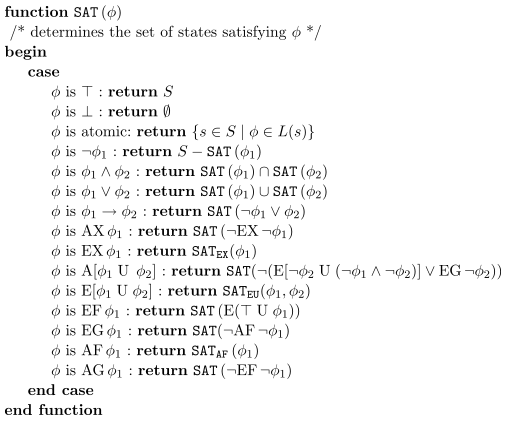 function SAT (ϕ)
/* determines the set of states satisfying ϕ */
begin
case
ϕ is ⊤ : return S
ϕ is ⊥ : return ∅
ϕ is atomic: return {s ∈ S | ϕ ∈ L(s)}
ϕ is ¬ϕ₁ : return S − SAT (ϕ₁)
ϕ is ϕ₁ ∧ ϕ₂ : return SAT (ϕ₁) ∩ SAT (ϕ₂)
ϕ is ϕ₁ ∨ ϕ₂ : return SAT (ϕ₁) ∪ SAT (ϕ₂)
ϕ is ϕ₁ → ϕ₂ : return SAT (¬ϕ₁ ∨ ϕ₂)
ϕ is AX ϕ₁ : return SAT (¬EX ¬ϕ₁)
ϕ is EX ϕ₁ : return SAT_EX(ϕ₁)
ϕ is A[ϕ₁ U ϕ₂] : return SAT(¬(E[¬ϕ₂ U (¬ϕ₁ ∧ ¬ϕ₂)] ∨ EG ¬ϕ₂))
ϕ is E[ϕ₁ U ϕ₂] : return SAT_EU(ϕ₁, ϕ₂)
ϕ is EF ϕ₁ : return SAT (E(⊤ U ϕ₁))
ϕ is EG ϕ₁ : return SAT(¬AF ¬ϕ₁)
ϕ is AF ϕ₁ : return SAT_AF (ϕ₁)
ϕ is AG ϕ₁ : return SAT (¬EF ¬ϕ₁)
end case
end function